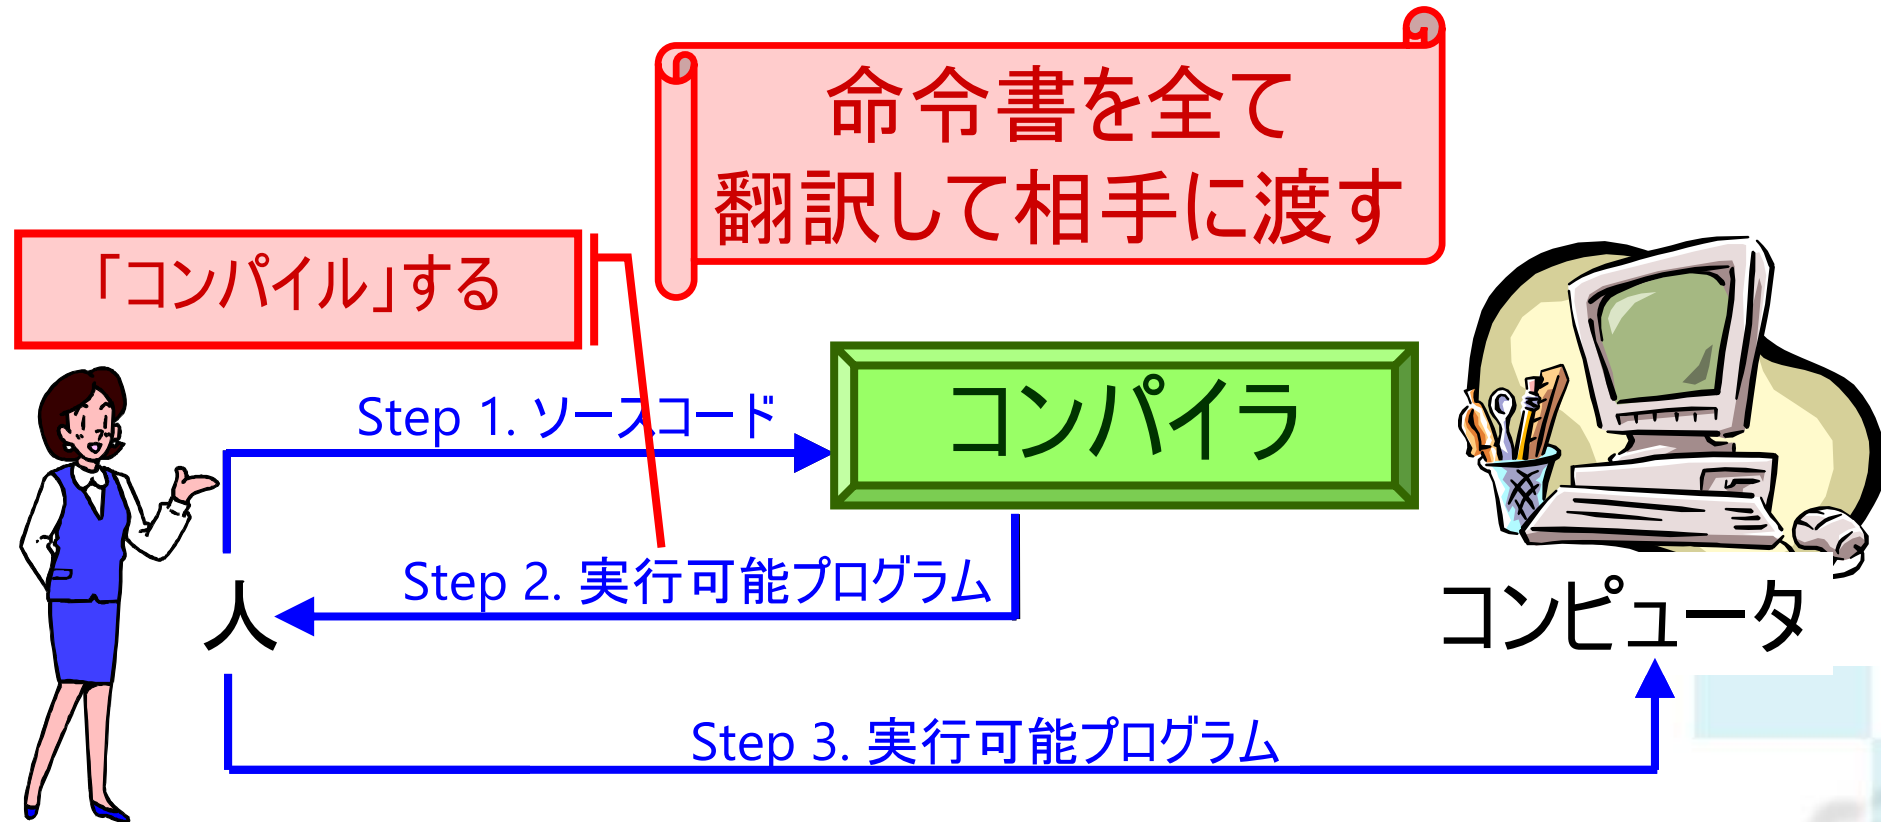 命令書を全て
翻訳して相手に渡す
「コンパイル」する
Step 1. ソースコード
コンパイラ
Step 2. 実行可能プログラム
人
コンピュータ
Step 3. 実行可能プログラム